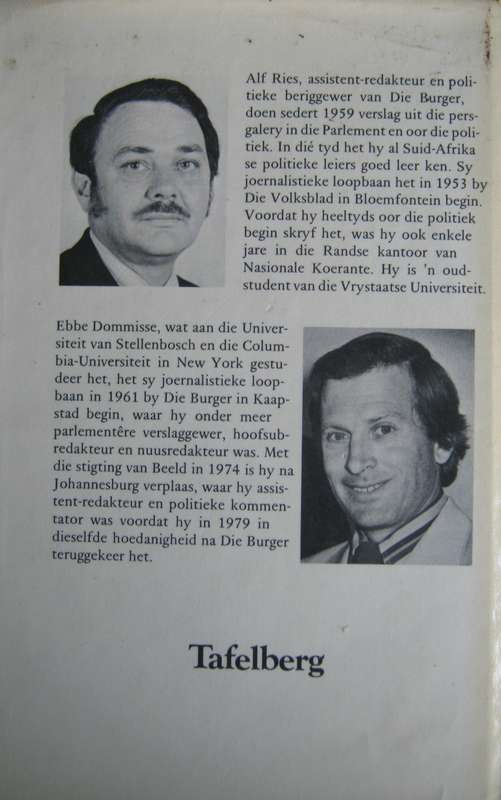 Alf Ries, assistent-redakteur en poli-
tieke beriggewer van Die Burger,
doen sedert 1959 verslag uit die pers-
galery in die Parlement en oor die poli-
tiek. In dié tyd het hy al Suid-Afrika
se politieke leiers goed leer ken. Sy
joernalistieke loopbaan het in 1953 by
Die Volksblad in Bloemfontein begin.
Voordat hy heeltyds oor die politiek
begin skryf het, was hy ook enkele
jare in die Randse kantoor van
Nasionale Koerante. Hy is 'n oud-
student van die Vrystaatse Universiteit.
Ebbe Dommisse, wat aan die Univer-
siteit van Stellenbosch en die Colum-
bia-Universiteit in New York gestu-
deer het, het sy joernalistieke loop-
baan in 1961 by Die Burger in Kaap-
stad begin, waar hy onder meer
parlementêre verslaggewer, hoofsub-
redakteur en nuusredakteur was. Met
die stigting van Beeld in 1974 is hy na
Johannesburg verplaas, waar hy assis-
tent-redakteur en politieke kommen-
tator was voordat hy in 1979 in
dieselfde hoedanigheid na Die Burger
teruggekeer het.
Tafelberg